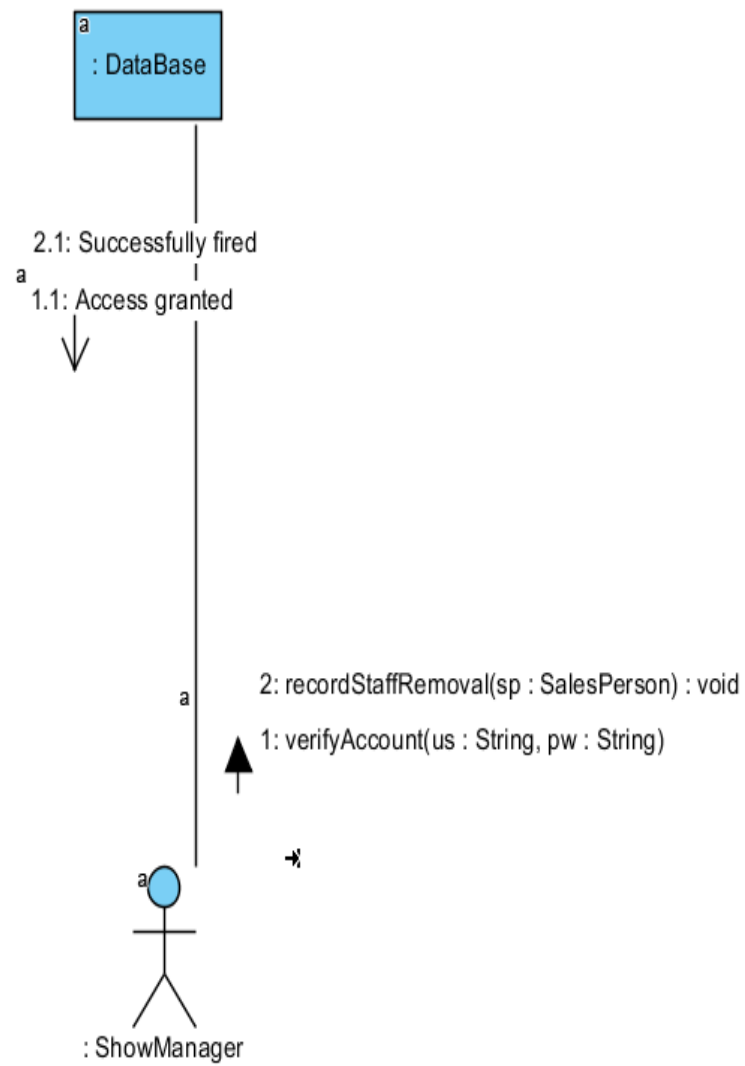 a
: DataBase
2.1: Successfully fired
a
1.1: Access granted
2: recordStaffRemoval(sp : SalesPerson) : void
a
1: verifyAccount(us : String, pw : String)
a
: ShowManager